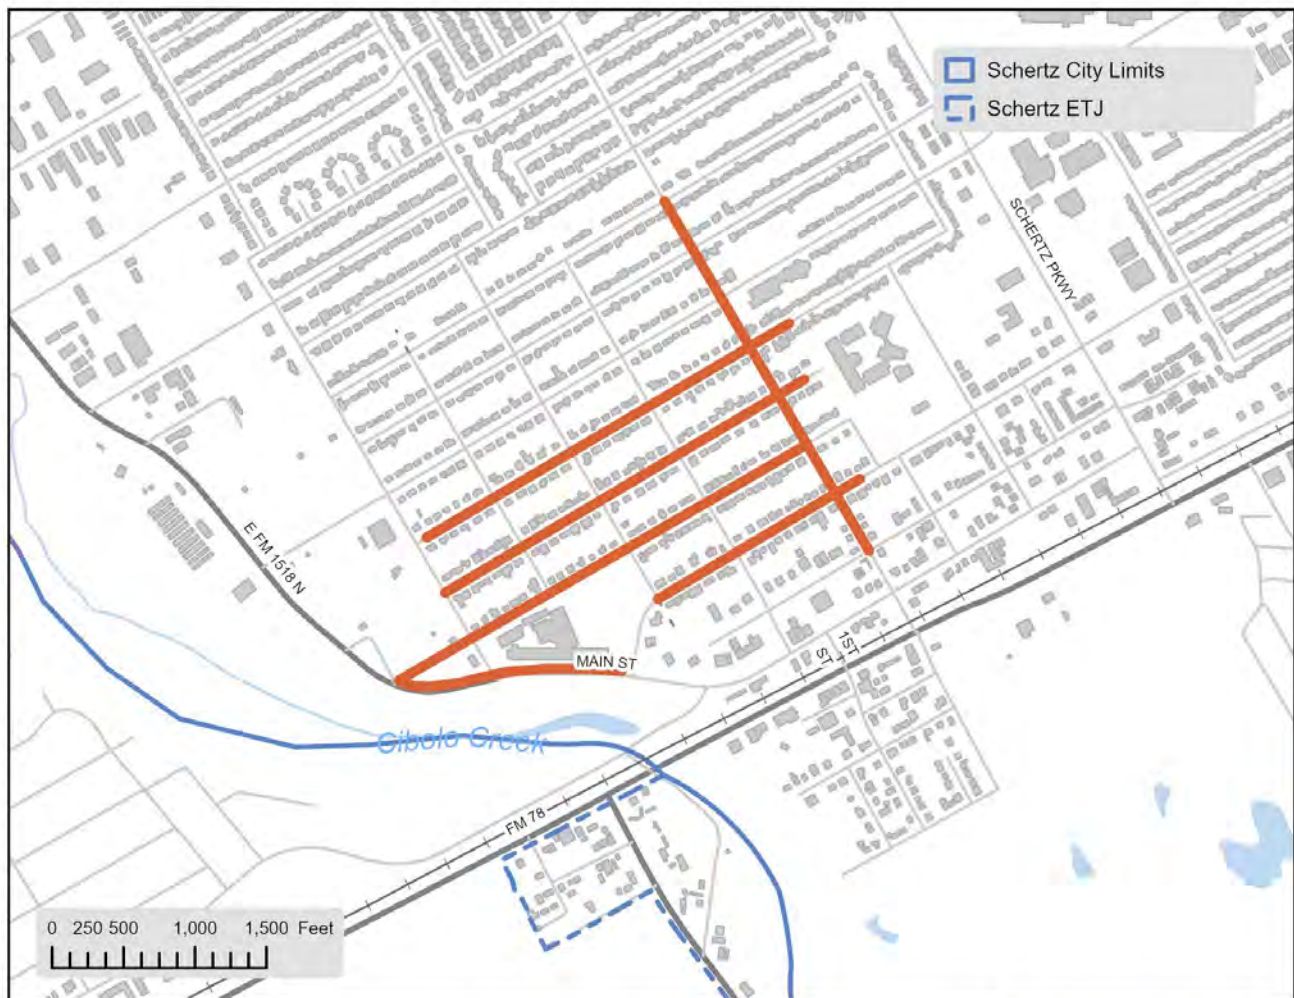 Schertz City Limits
Schertz ETJ
SCHERTZ PKWY
E FM 1518 N
MAIN ST
1ST
ST
Cibolo Creek
FM 78
0 250 500 1,000 1,500 Feet